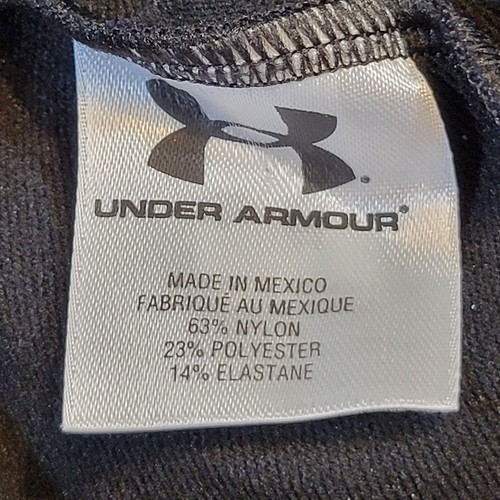 UNDER ARMOUR®
MADE IN MEXICO
FABRIQUÉ AU MEXIQUE
63% NYLON
23% POLYESTER
14% ELASTANE